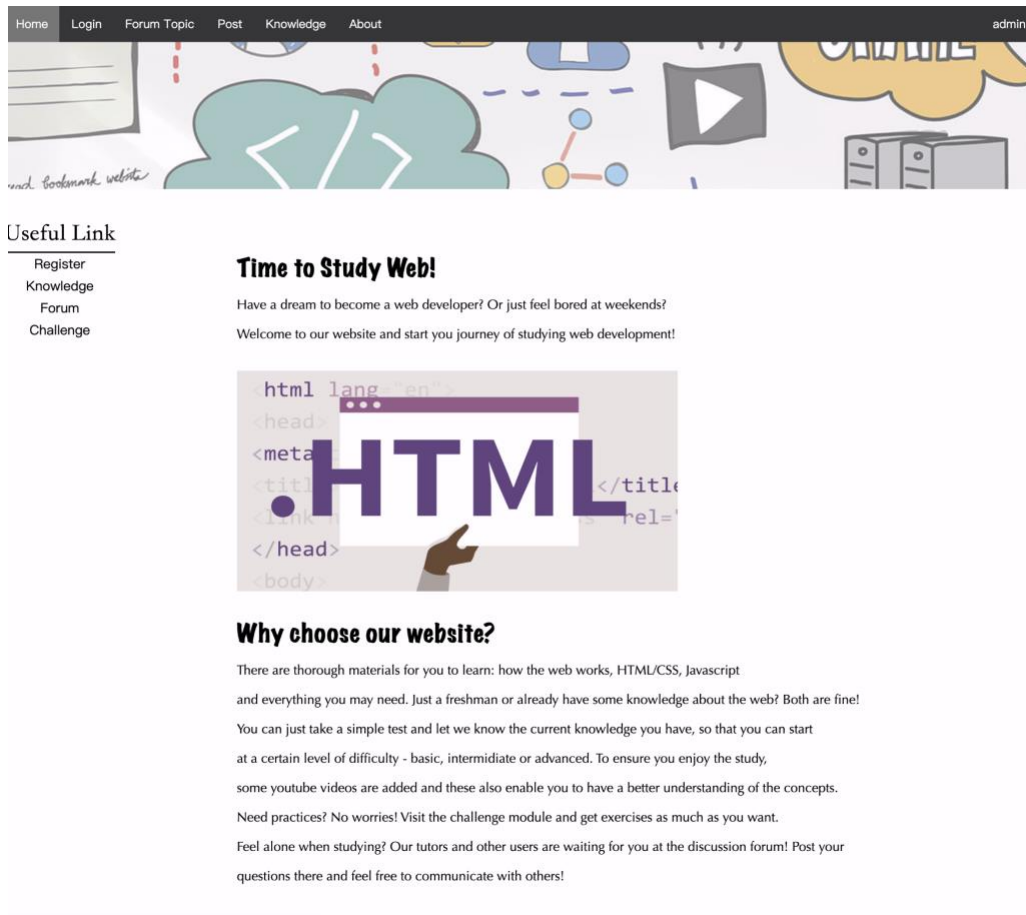 Home Login Forum Topic Post Knowledge About admin
read bookmark website
Useful Link
Register
Knowledge
Forum
Challenge
Time to Study Web!
Have a dream to become a web developer? Or just feel bored at weekends?
Welcome to our website and start you journey of studying web development!
<html lang="en">
<head>
<meta
.HTML
</title
rel="
</head>
<body>
Why choose our website?
There are thorough materials for you to learn: how the web works, HTML/CSS, Javascript
and everything you may need. Just a freshman or already have some knowledge about the web? Both are fine!
You can just take a simple test and let we know the current knowledge you have, so that you can start
at a certain level of difficulty - basic, intermidiate or advanced. To ensure you enjoy the study,
some youtube videos are added and these also enable you to have a better understanding of the concepts.
Need practices? No worries! Visit the challenge module and get exercises as much as you want.
Feel alone when studying? Our tutors and other users are waiting for you at the discussion forum! Post your
questions there and feel free to communicate with others!